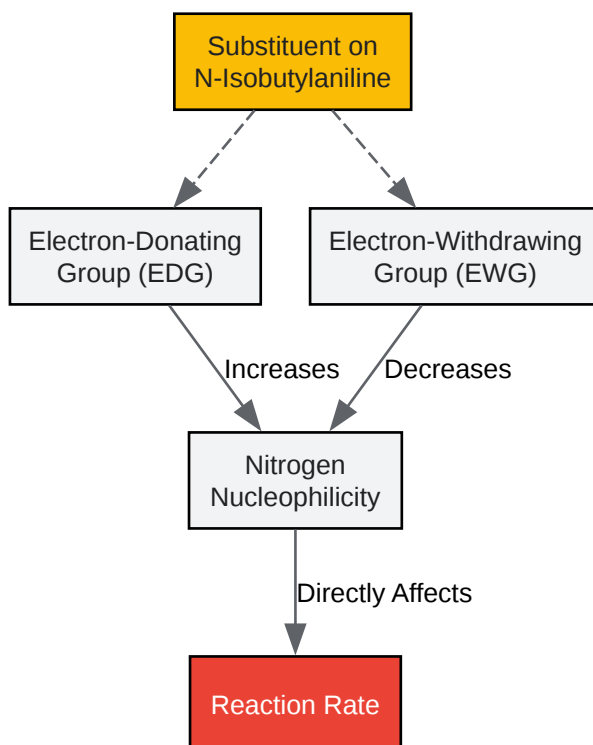 Substituent on
N-Isobutylaniline
Electron-Donating
Group (EDG)
Electron-Withdrawing
Group (EWG)
Increases
Decreases
Nitrogen
Nucleophilicity
Directly Affects
Reaction Rate